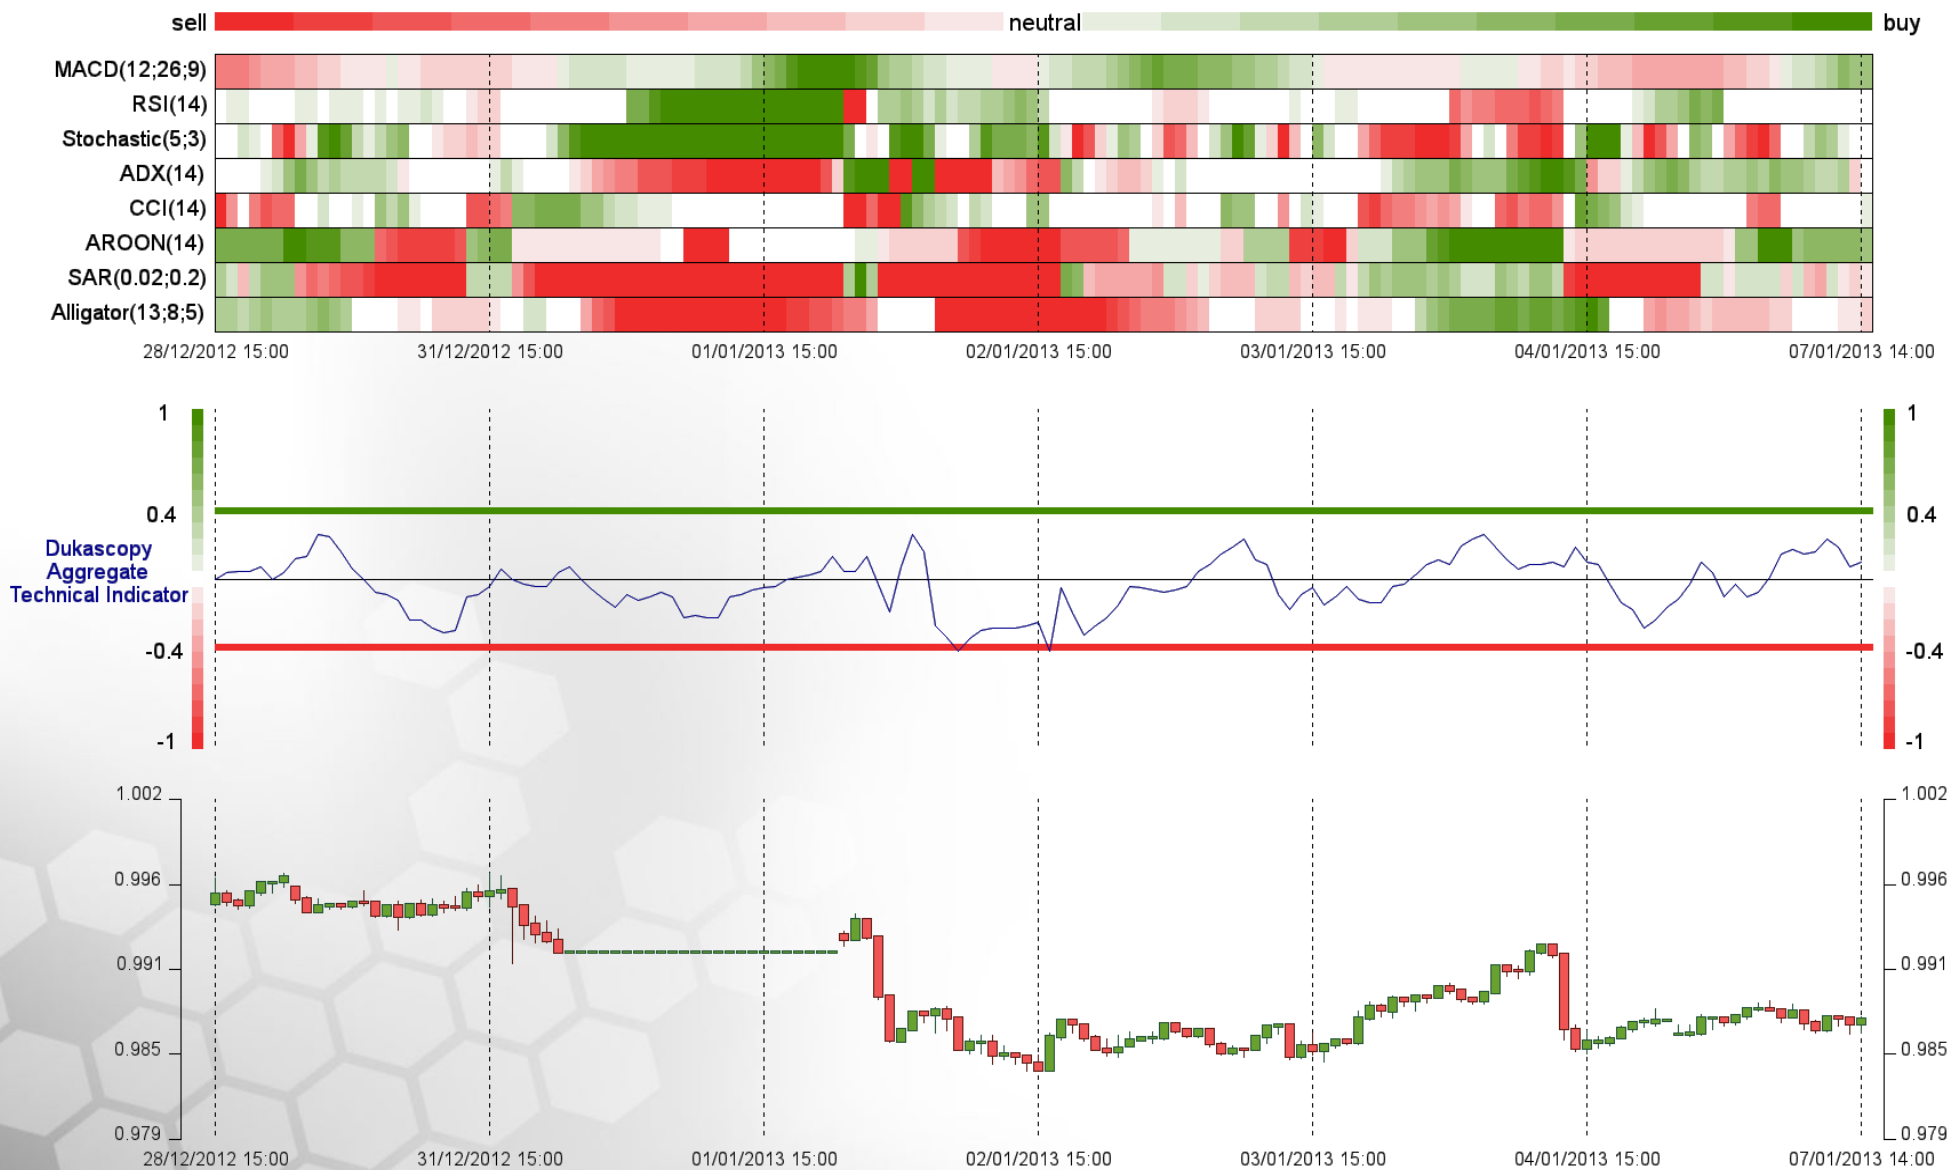 sell neutral buy
MACD(12;26;9)
RSI(14)
Stochastic(5;3)
ADX(14)
CCI(14)
AROON(14)
SAR(0.02;0.2)
Alligator(13;8;5)
28/12/2012 15:00 31/12/2012 15:00 01/01/2013 15:00 02/01/2013 15:00 03/01/2013 15:00 04/01/2013 15:00 07/01/2013 14:00
1 1
0.4 0.4
Dukascopy
Aggregate
Technical Indicator
-0.4 -0.4
-1 -1
1.002 1.002
0.996 0.996
0.991 0.991
0.985 0.985
0.979 0.979
28/12/2012 15:00 31/12/2012 15:00 01/01/2013 15:00 02/01/2013 15:00 03/01/2013 15:00 04/01/2013 15:00 07/01/2013 14:00